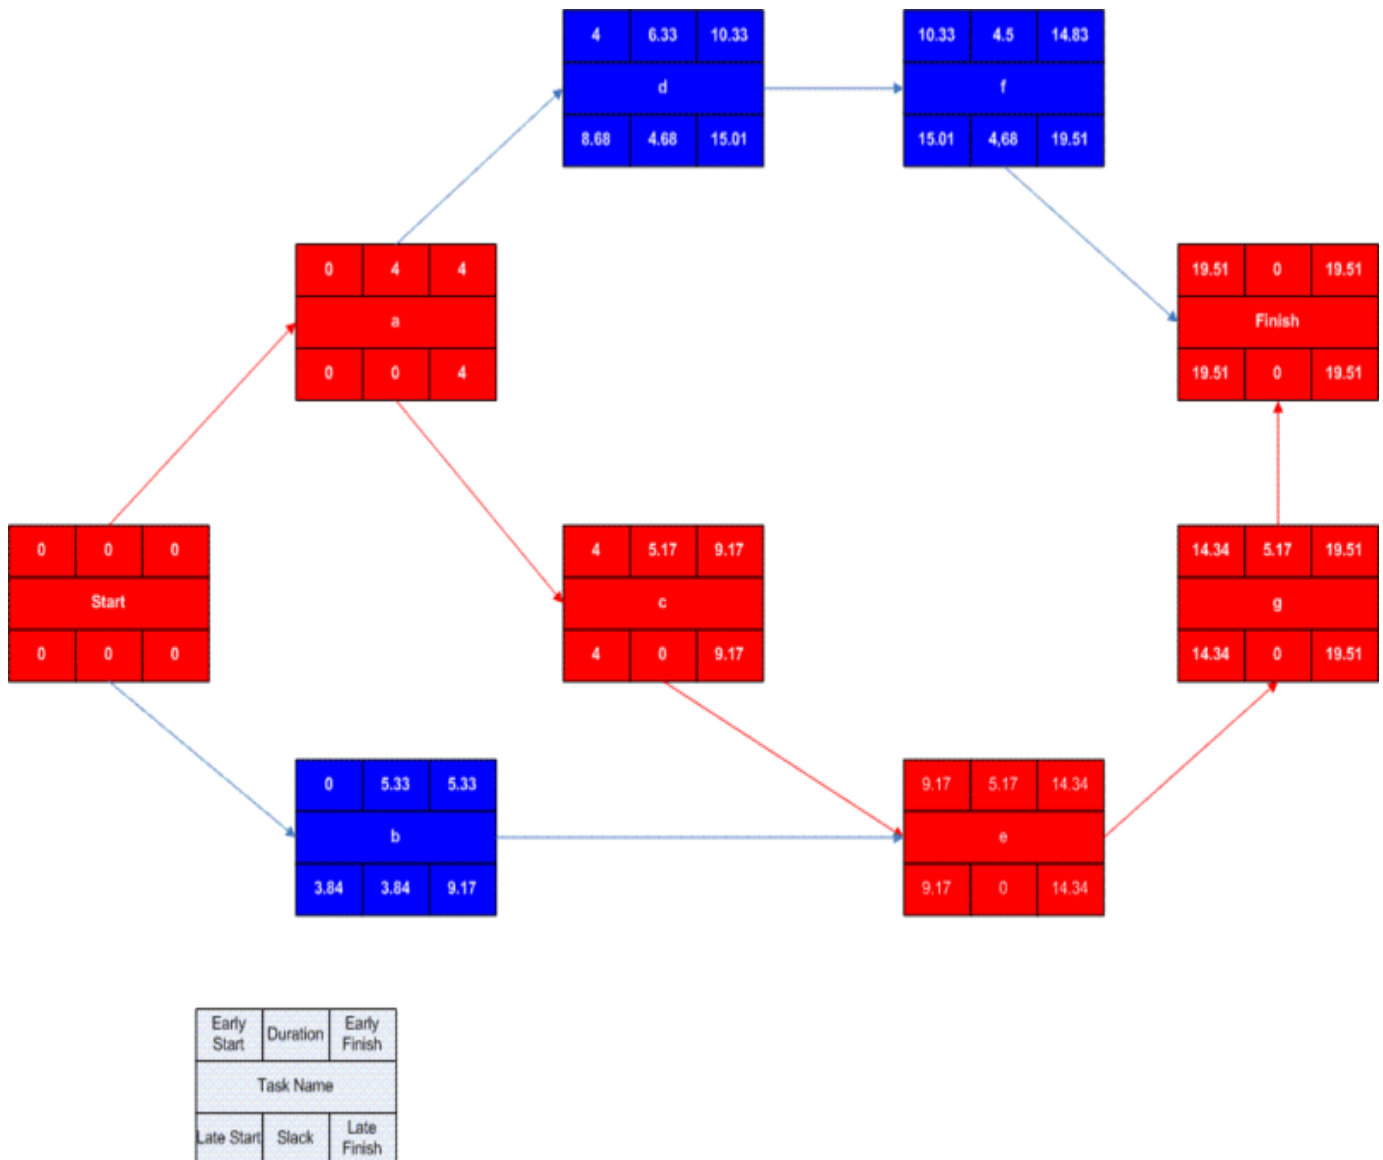 4 6.33 10.33
d
8.68 4.68 15.01
10.33 4.5 14.83
f
15.01 4,68 19.51
0 4 4
a
0 0 4
19.51 0 19.51
Finish
19.51 0 19.51
0 0 0
Start
0 0 0
4 5.17 9.17
c
4 0 9.17
14.34 5.17 19.51
g
14.34 0 19.51
0 5.33 5.33
b
3.84 3.84 9.17
9.17 5.17 14.34
e
9.17 0 14.34
Early Duration Early
Start Finish
Task Name
Late Start Slack Late
Finish